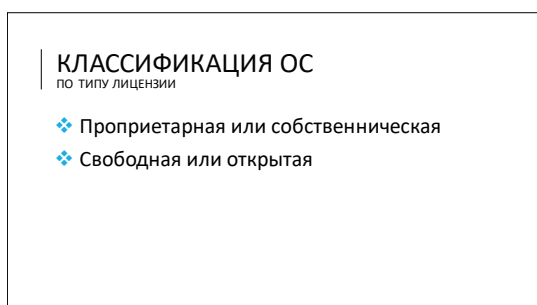 КЛАССИФИКАЦИЯ ОС
ПО ТИПУ ЛИЦЕНЗИИ
❖ Проприетарная или собственническая
❖ Свободная или открытая